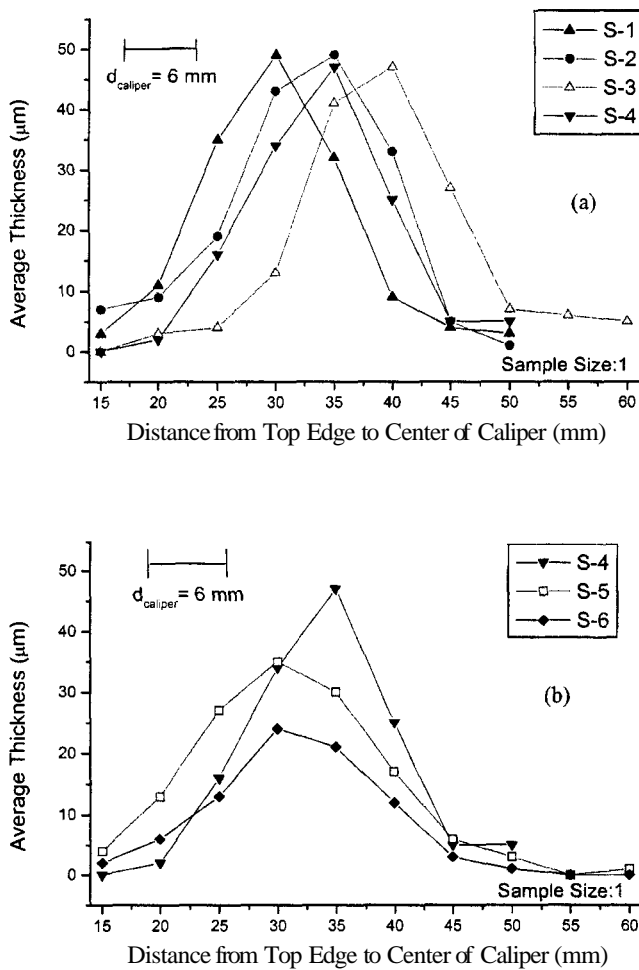 50
40
30
20
10
0
Average Thickness (μm)
d caliper = 6 mm
S-1
S-2
S-3
S-4
(a)
Sample Size:1
15 20 25 30 35 40 45 50 55 60
Distance from Top Edge to Center of Caliper (mm)
50
40
30
20
10
0
Average Thickness (μm)
d caliper = 6 mm
S-4
S-5
S-6
(b)
Sample Size:1
15 20 25 30 35 40 45 50 55 60
Distance from Top Edge to Center of Caliper (mm)